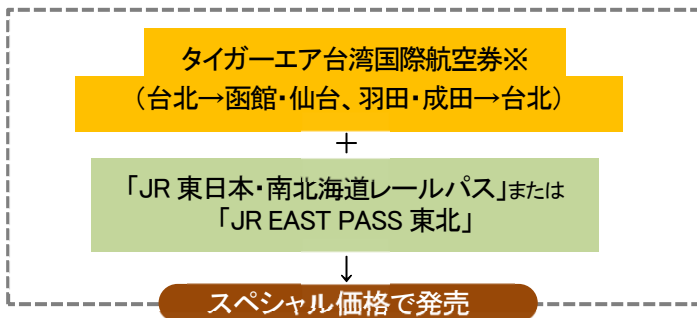 タイガーエア台湾国際航空券※
（台北→函館・仙台、羽田・成田→台北）
＋
「JR 東日本・南北海道レールパス」または
「JR EAST PASS 東北」
↓
スペシャル価格で発売